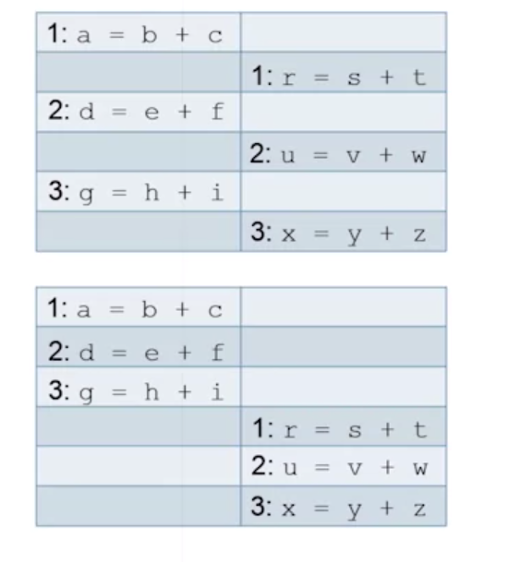 1: a = b + c
1: r = s + t
2: d = e + f
2: u = v + w
3: g = h + i
3: x = y + z
1: a = b + c
2: d = e + f
3: g = h + i
1: r = s + t
2: u = v + w
3: x = y + z